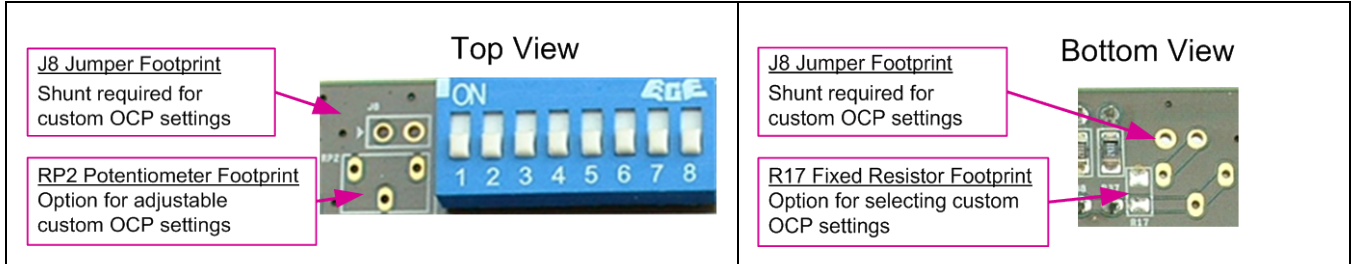 Top View
J8 Jumper Footprint
Shunt required for
custom OCP settings
RP2 Potentiometer Footprint
Option for adjustable
custom OCP settings
J8
RP2
ON
ECE
1 2 3 4 5 6 7 8
Bottom View
J8 Jumper Footprint
Shunt required for
custom OCP settings
R17 Fixed Resistor Footprint
Option for selecting custom
OCP settings
R17